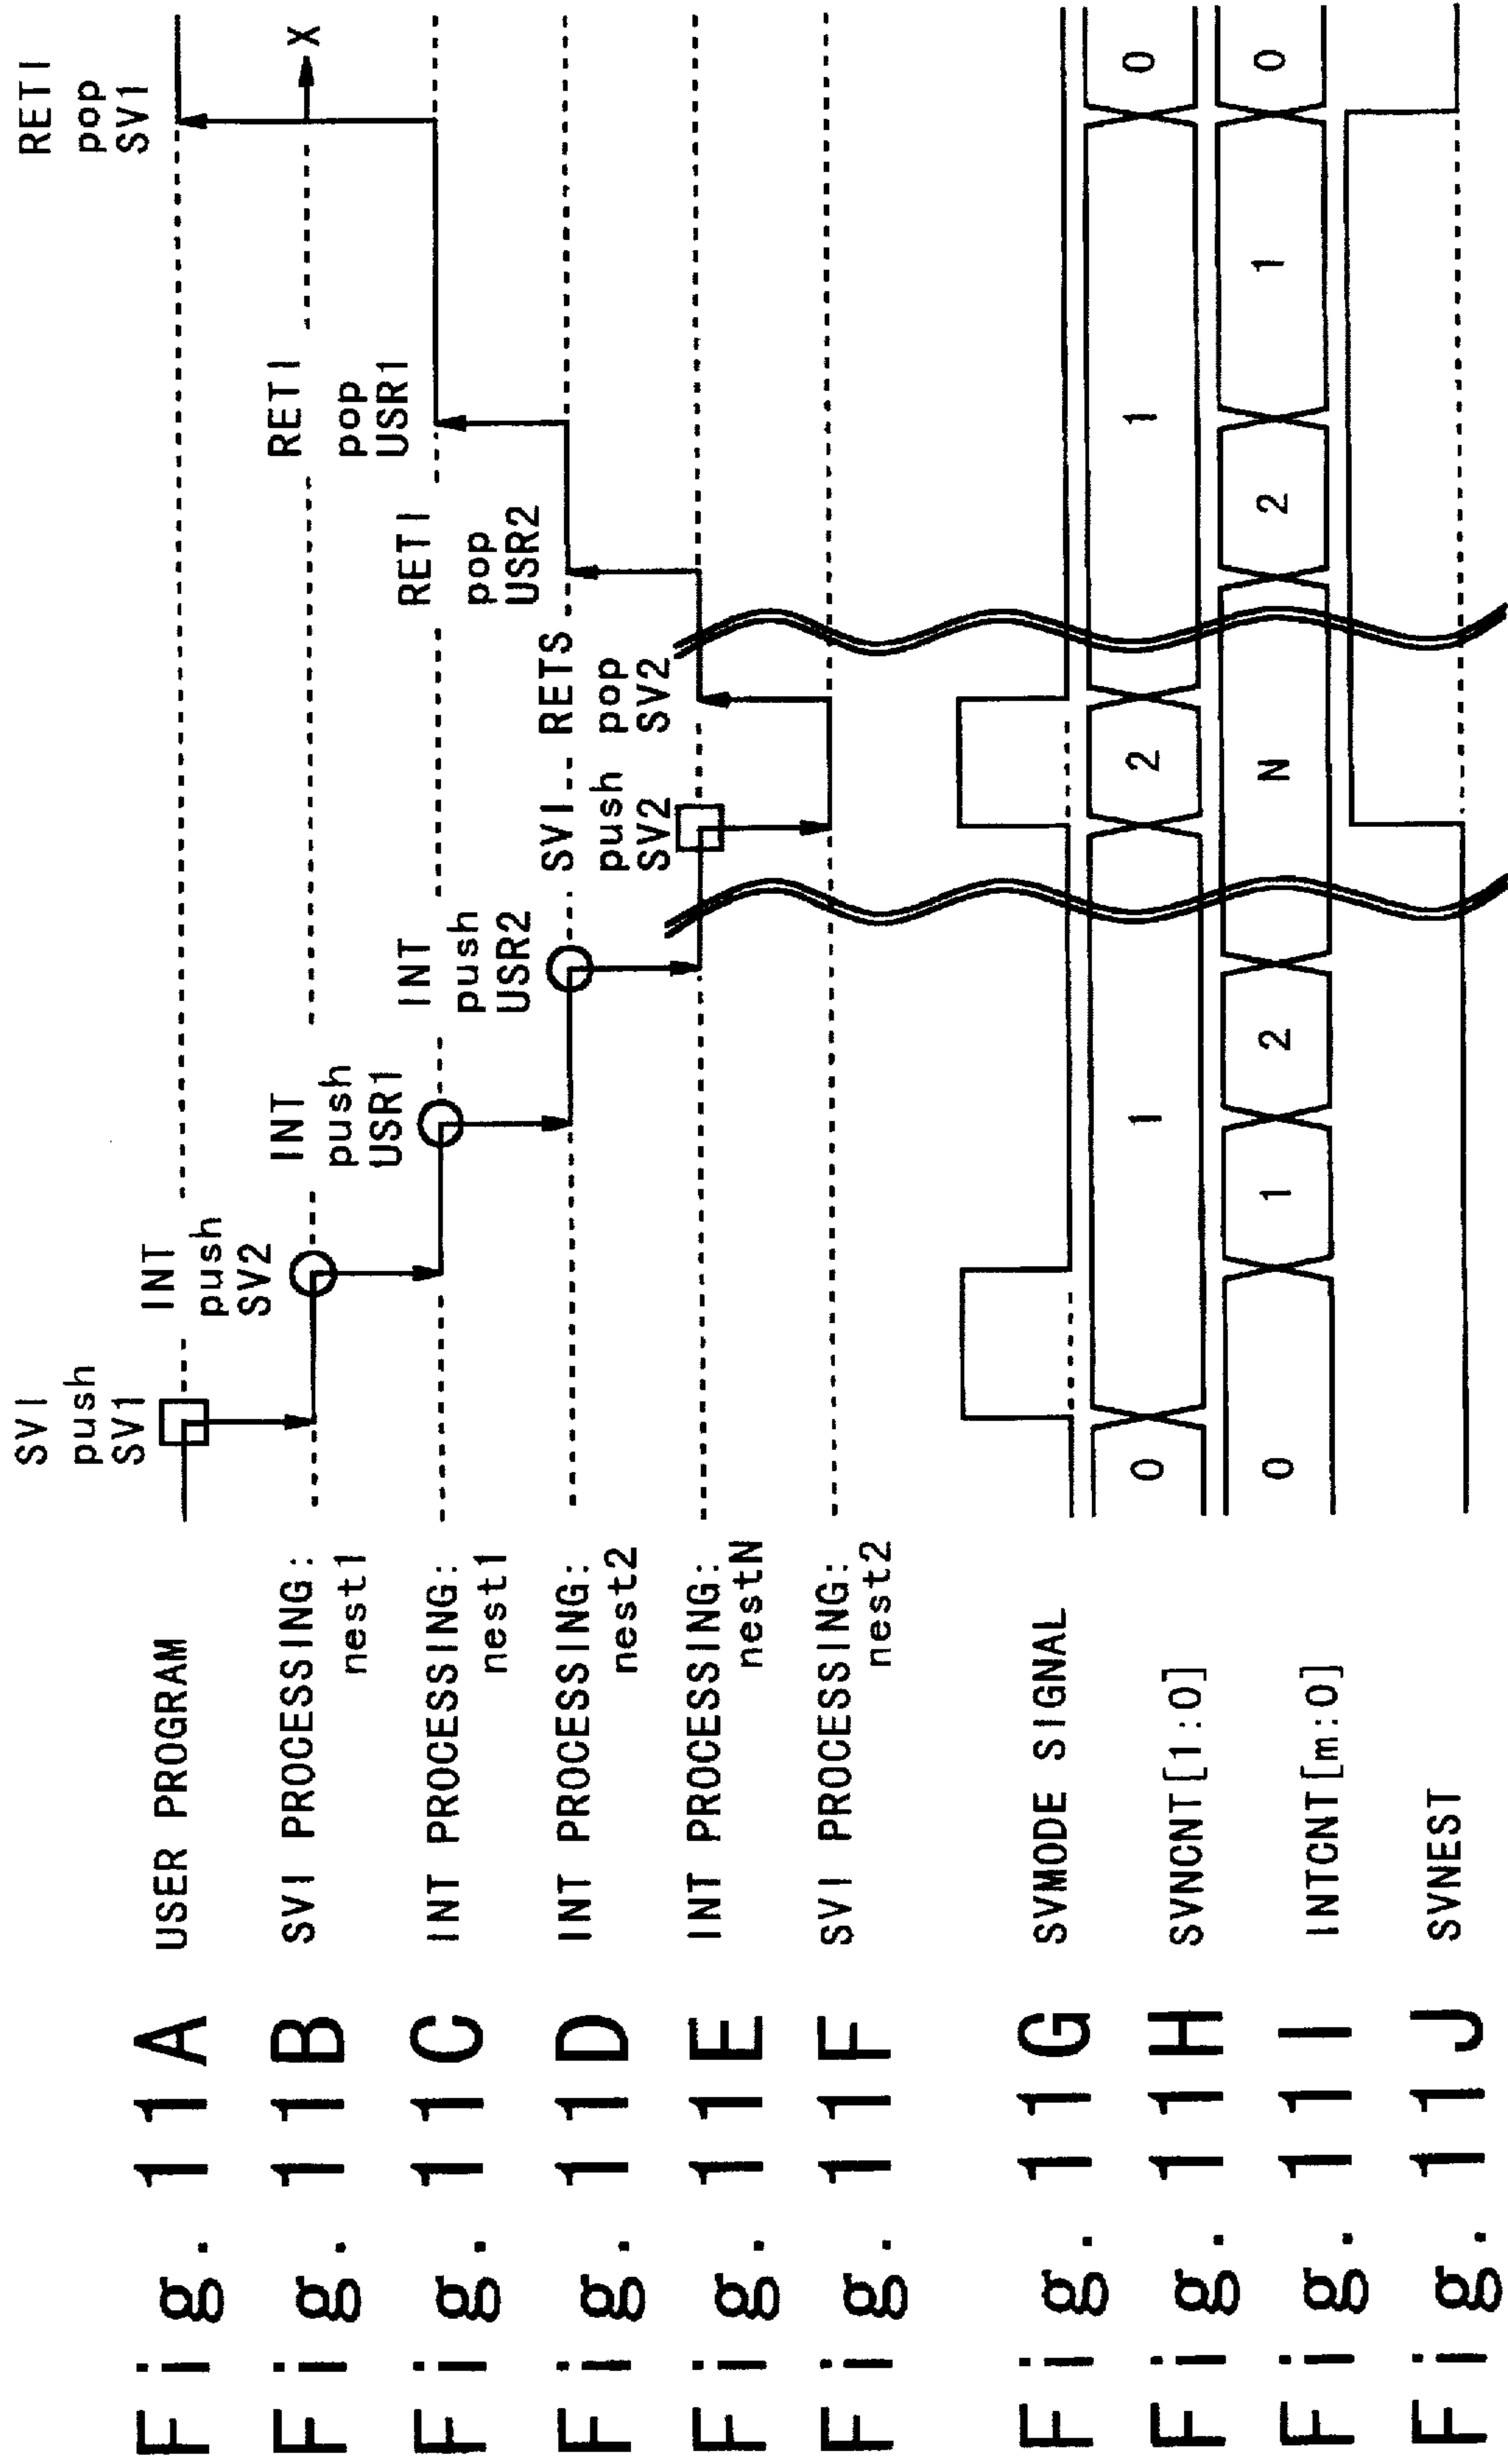 SVI
push
SV1
RETI
pop
SV1
Fig. 11A USER PROGRAM
INT
push
SV2
X
Fig. 11B SVI PROCESSING:
nest1
INT
push
USR1
RETI
pop
USR1
Fig. 11C INT PROCESSING:
nest1
INT
push
USR2
RETI
pop
USR2
Fig. 11D INT PROCESSING:
nest2
SVI
push
SV2
RETS
pop
SV2
Fig. 11E INT PROCESSING:
nestN
Fig. 11F SVI PROCESSING:
nest2
Fig. 11G SVMODE SIGNAL
Fig. 11H SVNCNT[1:0] 0 1 2 1 0
Fig. 11I INTCNT[m:0] 0 1 2 N 2 1 0
Fig. 11J SVNEST